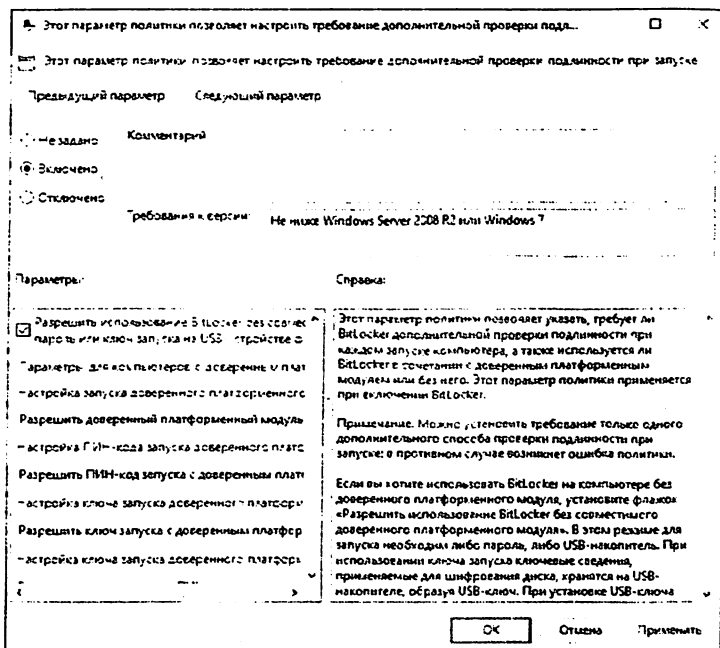 Этот параметр политики позволяет настроить требование дополнительной проверки подл...
Этот параметр политики позволяет настроить требование дополнительной проверки подлинности при запуске
Предыдущий параметр Следующий параметр
Не задано
Комментарий
Включено
Отключено
Требования к версии: Не ниже Windows Server 2008 R2 или Windows 7
Параметры:
Справка:
Разрешить использование BitLocker без совмес
пароль или ключ запуска на USB-устройстве ф
Параметры для компьютеров с доверенным плат
Настройка запуска доверенного платформенного
Разрешить доверенный платформенный модуль
Настройка ПИН-кода запуска доверенного платф
Разрешить ПИН-код запуска с доверенным платф
Настройка ключа запуска доверенного платформ
Разрешить ключ запуска с доверенным платфор
Настройка ключа запуска доверенного платформ
Этот параметр политики позволяет указать, требует ли
BitLocker дополнительной проверки подлинности при
каждом запуске компьютера, а также используется ли
BitLocker в сочетании с доверенным платформенным
модулем или без него. Этот параметр политики применяется
при включении BitLocker.
Примечание. Можно установить требование только одного
дополнительного способа проверки подлинности при
запуске; в противном случае возникнет ошибка политики.
Если вы хотите использовать BitLocker на компьютере без
доверенного платформенного модуля, установите флажок
«Разрешить использование BitLocker без совместимого
доверенного платформенного модуля». В этом режиме для
запуска необходим либо пароль, либо USB-накопитель. При
использовании ключа запуска ключевые сведения,
применяемые для шифрования диска, хранятся на USB-
накопителе, образуя USB-ключ. При установке USB-ключа
OK Отмена Применить